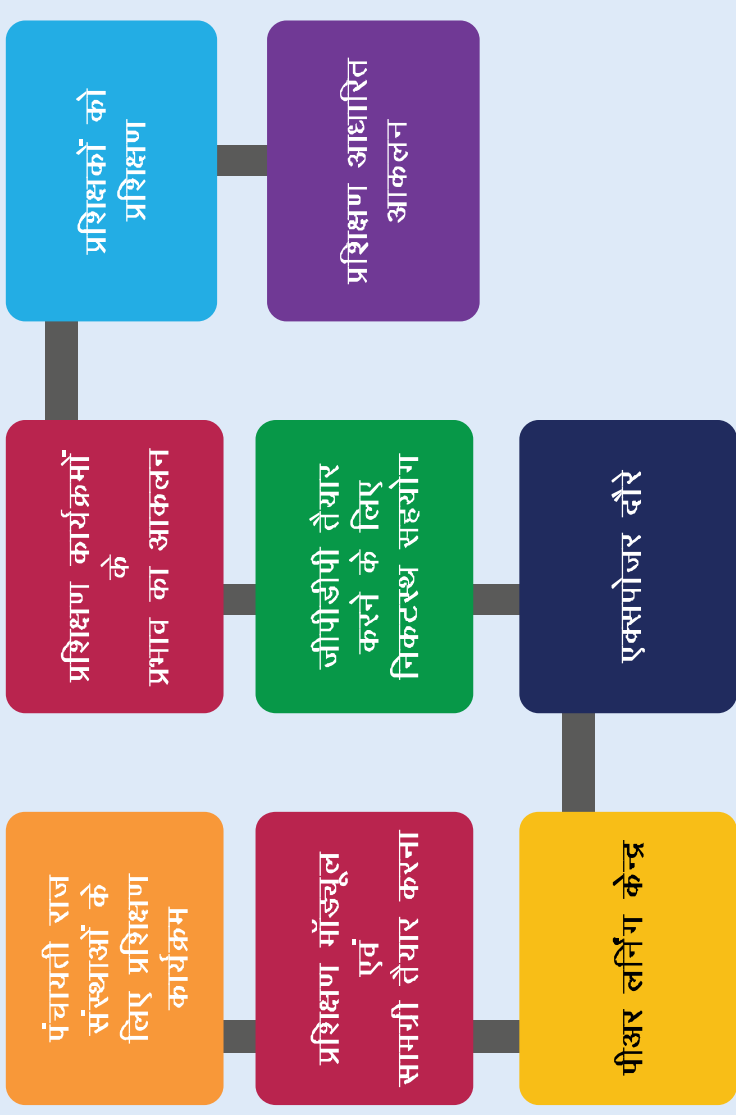 पंचायती राज
संस्थाओं के
लिए प्रशिक्षण
कार्यक्रम
प्रशिक्षण मॉड्यूल
एवं
सामग्री तैयार करना
पीअर लर्निंग केन्द्र
एक्सपोजर दौरे
जीपीडीपी तैयार
करने के लिए
निकटस्थ सहयोग
प्रशिक्षण कार्यक्रमों
के
प्रभाव का आकलन
प्रशिक्षकों को
प्रशिक्षण
प्रशिक्षण आधारित
आकलन